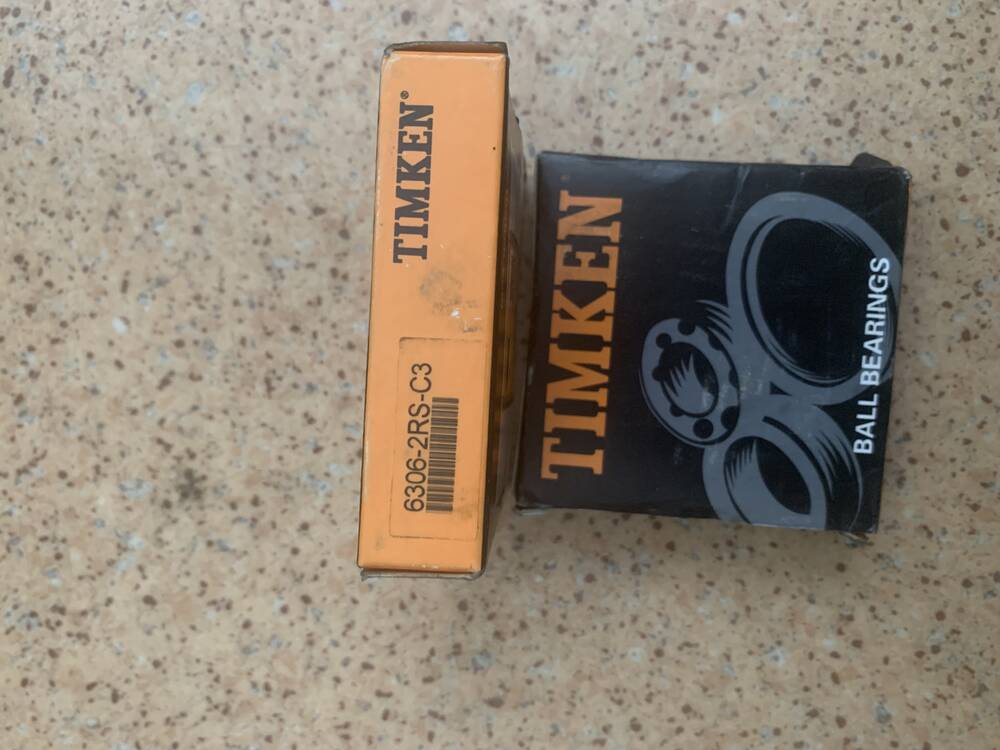 TIMKEN®
6306-2RS-C3
TIMKEN
BALL BEARINGS